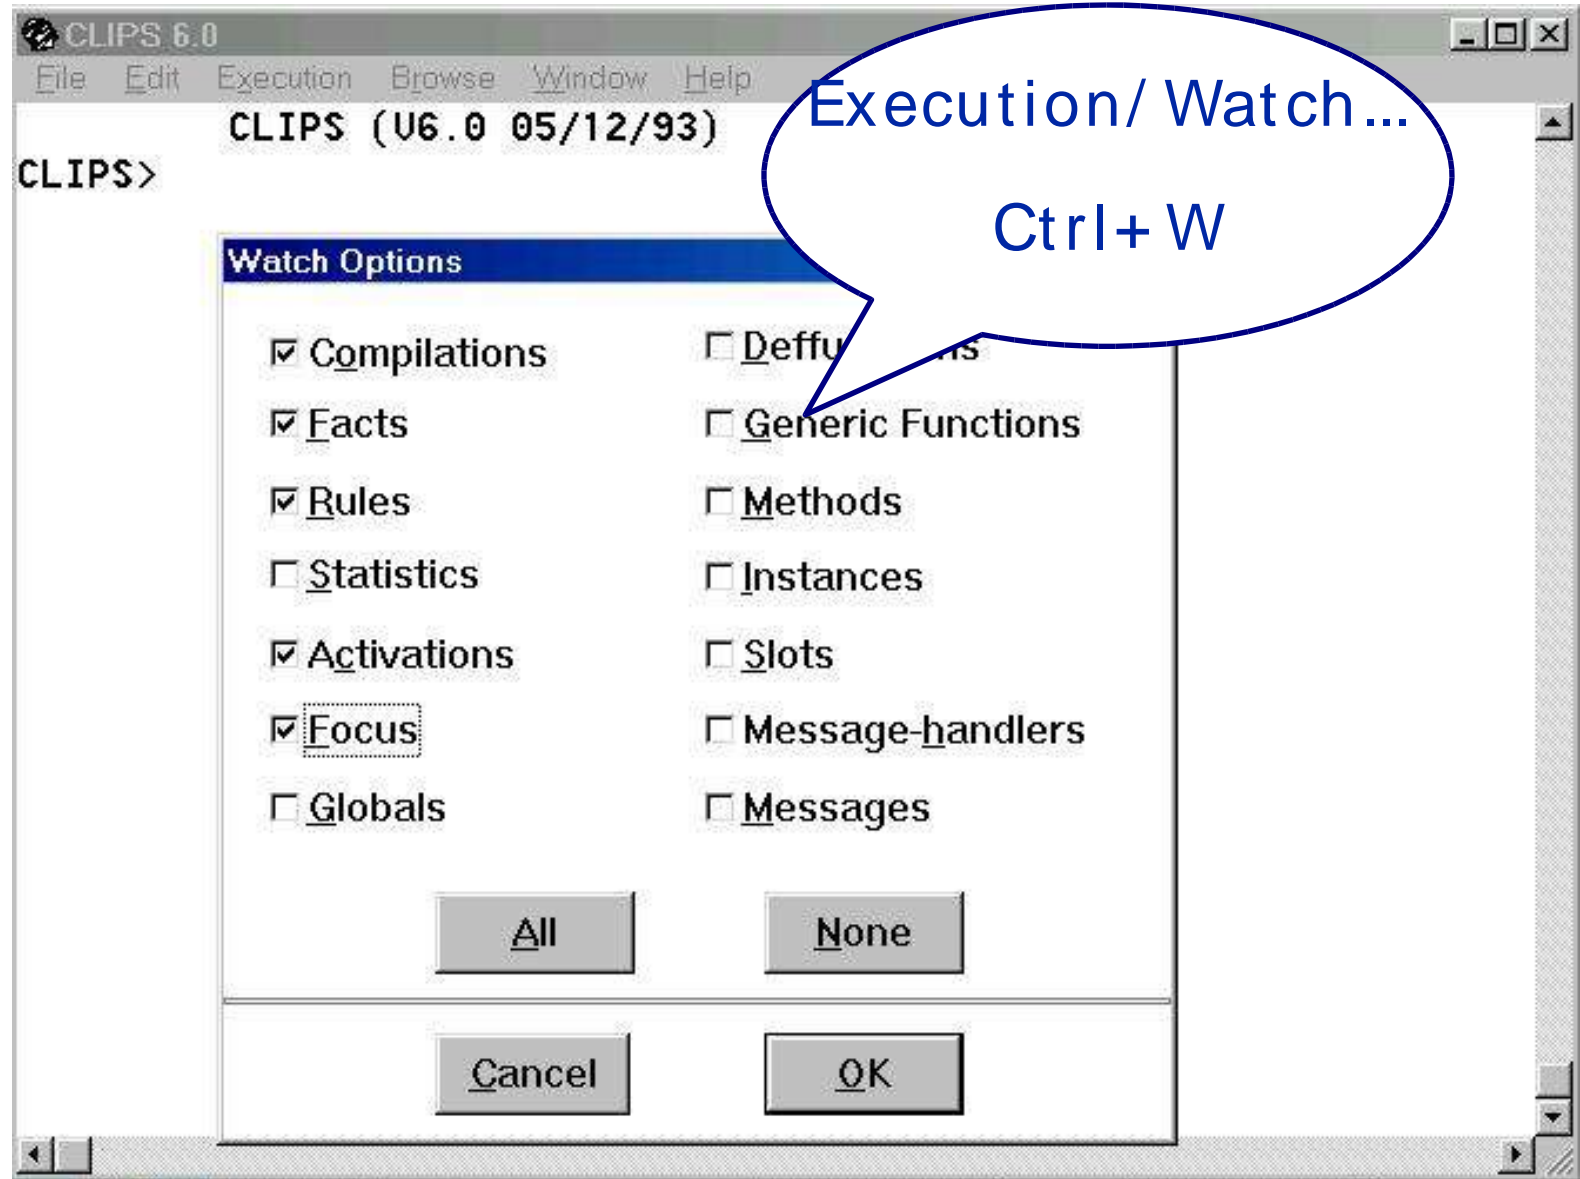 CLIPS 6.0
File Edit Execution Browse Window Help
CLIPS (V6.0 05/12/93)
CLIPS>
Execution/Watch...
Ctrl+W
Watch Options
Compilations
Facts
Rules
Statistics
Activations
Focus
Globals
Generic Functions
Methods
Instances
Slots
Message-handlers
Messages
All None
Cancel OK